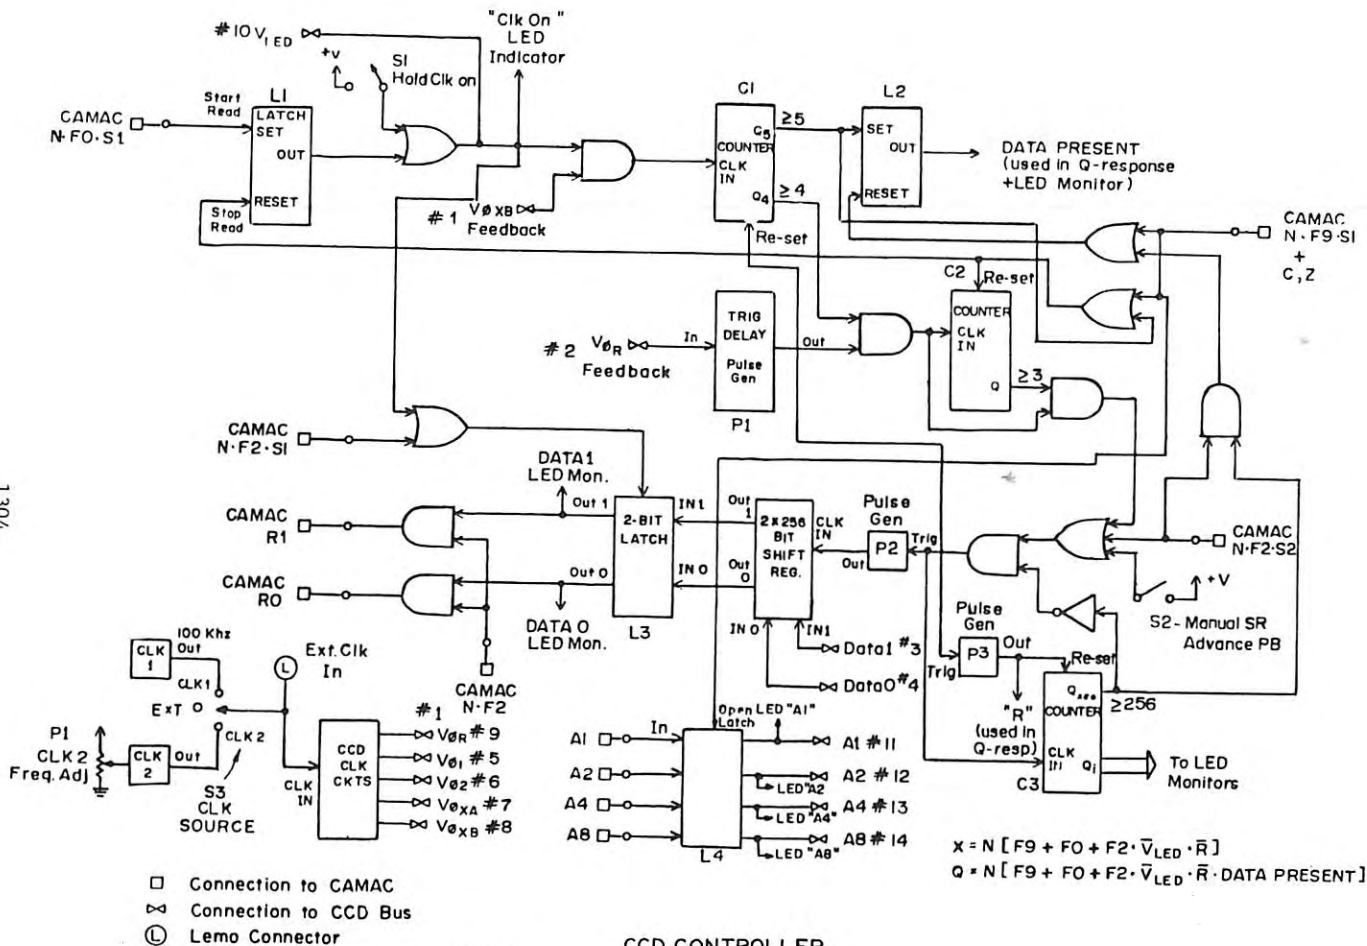 #10 V LED
"Clk On"
LED
Indicator
+v
S1
Hold Clk on
L1
C1
L2
CAMAC
N·F0·S1
Start
Read
LATCH
SET
OUT
RESET
Stop
Read
C5
≥5
COUNTER
CLK
IN
Q4
≥4
SET
OUT
RESET
DATA PRESENT
(used in Q-response
+LED Monitor)
#1 VØXB
Feedback
Re-set
CAMAC
N·F9·S1
+
C,Z
C2
Re-set
COUNTER
CLK
IN
Q
≥3
TRIG
DELAY
Pulse
Gen
P1
In
Out
#2 VØR
Feedback
CAMAC
N·F2·S1
DATA1
LED Mon.
Out 1
2-BIT
LATCH
IN1
Out
1
2X256
BIT
SHIFT
REG.
CLK
IN
Pulse
Gen
P2
Trig
Out
CAMAC
R1
CAMAC
R0
Out 0
IN 0
Out
0
DATA 0
LED Mon.
L3
IN 0
IN1
Data1 #3
Data0 #4
CAMAC
N·F2·S2
+V
S2- Manual SR
Advance PB
Pulse
Gen
P3
Out
Trig
Re-set
"R"
(used in
Q-resp)
COUNTER
≥256
CLK
IN
Qi
C3
To LED
Monitors
100 Khz
Out
CLK
1
CLK1
Ext. Clk
In
L
EXT
CAMAC
N·F2
P1
CLK 2
Freq. Adj
CLK
2
Out
CLK 2
S3
CLK
SOURCE
CLK
IN
CCD
CLK
CKTS
#1
VØR #9
VØ1 #5
VØ2 #6
VØXA #7
VØXB #8
A1
A2
A4
A8
In
Open
Latch
LED "A1"
A1 #11
A2 #12
LED "A2
A4 #13
LED "A4"
A8 #14
LED "A8"
L4
X = N [ F9 + F0 + F2 · V̅LED · R̅ ]
Q = N [ F9 + F0 + F2 · V̅LED · R̅ · DATA PRESENT ]
Connection to CAMAC
Connection to CCD Bus
L Lemo Connector
CCD CONTROLLER